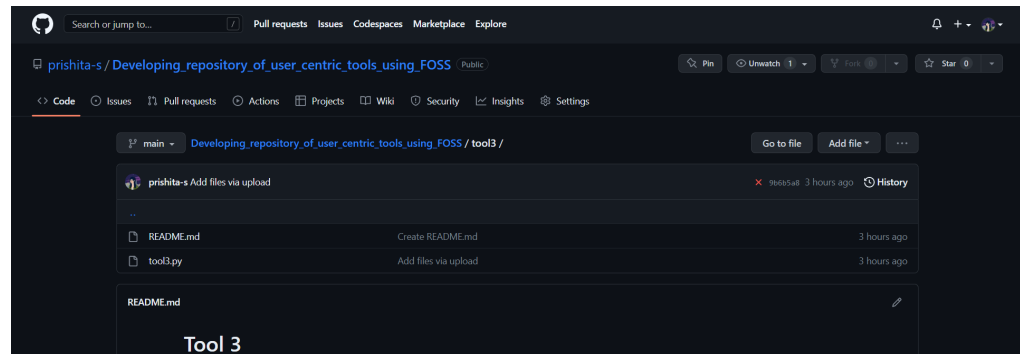 Search or jump to... / Pull requests Issues Codespaces Marketplace Explore
prishita-s / Developing_repository_of_user_centric_tools_using_FOSS Public Pin Unwatch 1 Fork 0 Star 0
<> Code Issues Pull requests Actions Projects Wiki Security Insights Settings
main Developing_repository_of_user_centric_tools_using_FOSS / tool3 / Go to file Add file ...
prishita-s Add files via upload 9b6b5a8 3 hours ago History
..
README.md Create README.md 3 hours ago
tool3.py Add files via upload 3 hours ago
README.md
Tool 3